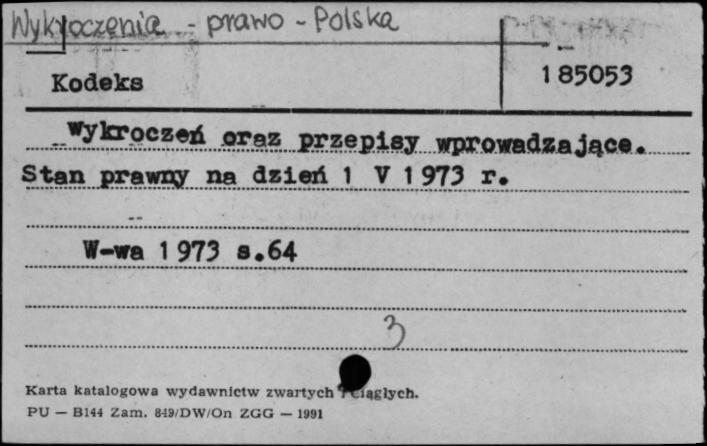 Wykroczenia - prawo - Polska
Kodeks
185053
Wykroczeń oraz przepisy wprowadzające.
Stan prawny na dzień 1 V 1973 r.
W-wa 1973 s.64
3
Karta katalogowa wydawnictw zwartych ciągłych.
PU — B144 Zam. 849/DW/On ZGG — 1991